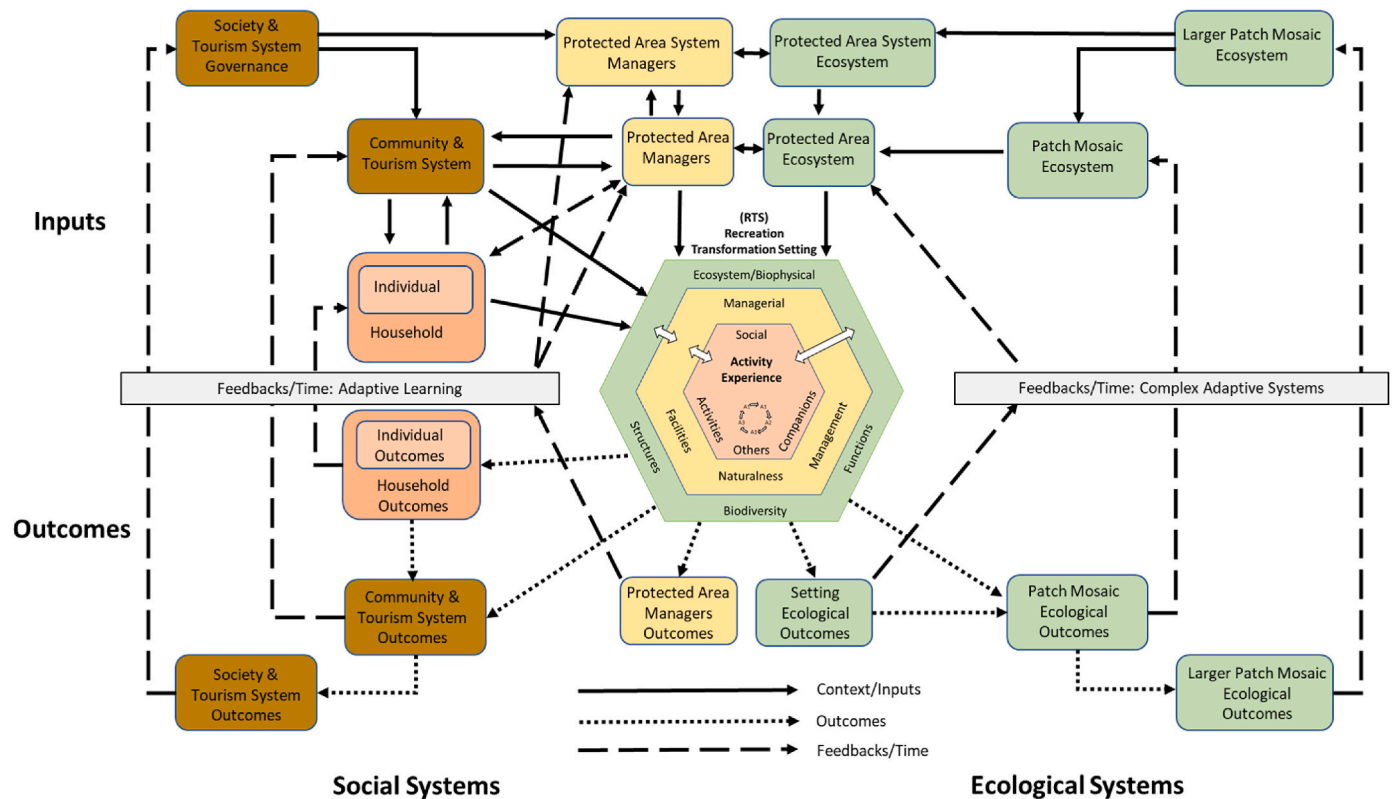 Society &
Tourism System
Governance
Protected Area System
Managers
Protected Area System
Ecosystem
Larger Patch Mosaic
Ecosystem
Community &
Tourism System
Protected Area
Managers
Protected Area
Ecosystem
Patch Mosaic
Ecosystem
Inputs
(RTS)
Recreation
Transformation Setting
Individual
Household
Ecosystem/Biophysical
Managerial
Social
Activity
Experience
Activities
Companions
Others
Facilities
Management
Naturalness
Structures
Functions
Biodiversity
Feedbacks/Time: Adaptive Learning
Feedbacks/Time: Complex Adaptive Systems
Individual
Outcomes
Household
Outcomes
Outcomes
Community &
Tourism System
Outcomes
Protected Area
Managers
Outcomes
Setting
Ecological
Outcomes
Patch Mosaic
Ecological
Outcomes
Society &
Tourism System
Outcomes
Larger Patch Mosaic
Ecological
Outcomes
Context/Inputs
Outcomes
Feedbacks/Time
Social Systems
Ecological Systems